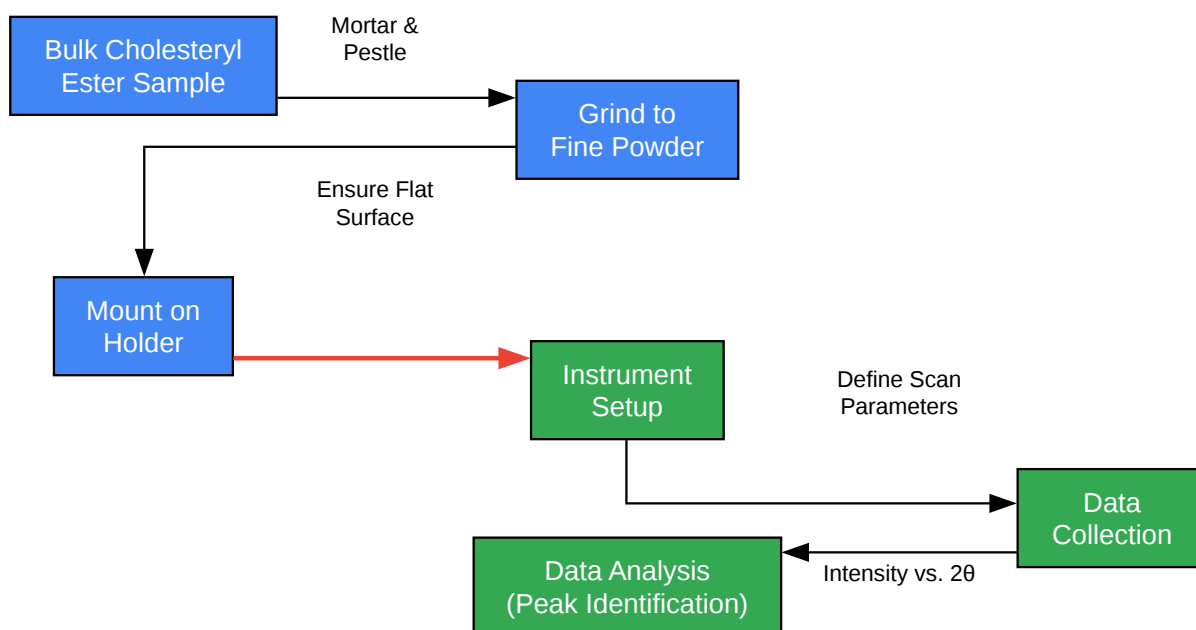 Bulk Cholesteryl
Ester Sample
Mortar &
Pestle
Grind to
Fine Powder
Ensure Flat
Surface
Mount on
Holder
Instrument
Setup
Define Scan
Parameters
Data
Collection
Intensity vs. 2θ
Data Analysis
(Peak Identification)